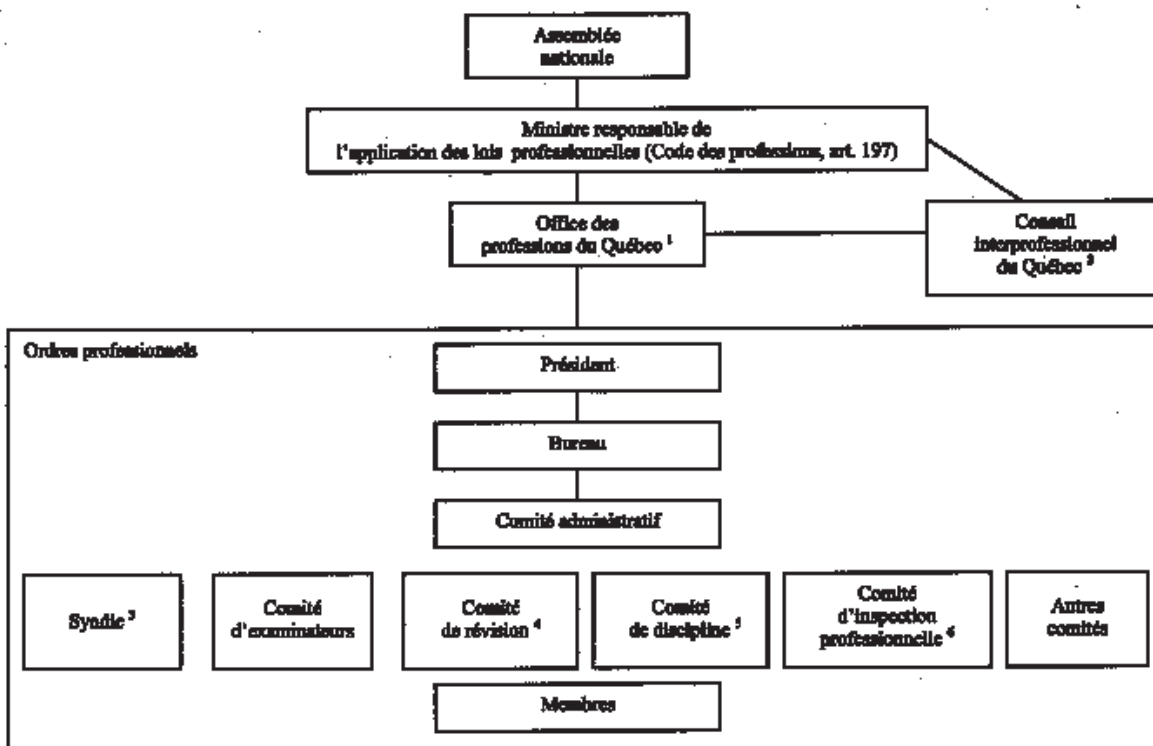 Assemblée
nationale
Ministre responsable de
l'application des lois professionnelles (Code des professions, art. 197)
Office des
professions du Québec 1
Conseil
interprofessionnel
du Québec 2
Ordres professionnels
Président
Bureau
Comité administratif
Syndic 3
Comité
d'examinateurs
Comité
de révision 4
Comité
de discipline 5
Comité
d'inspection
professionnelle 6
Autres
comités
Membres